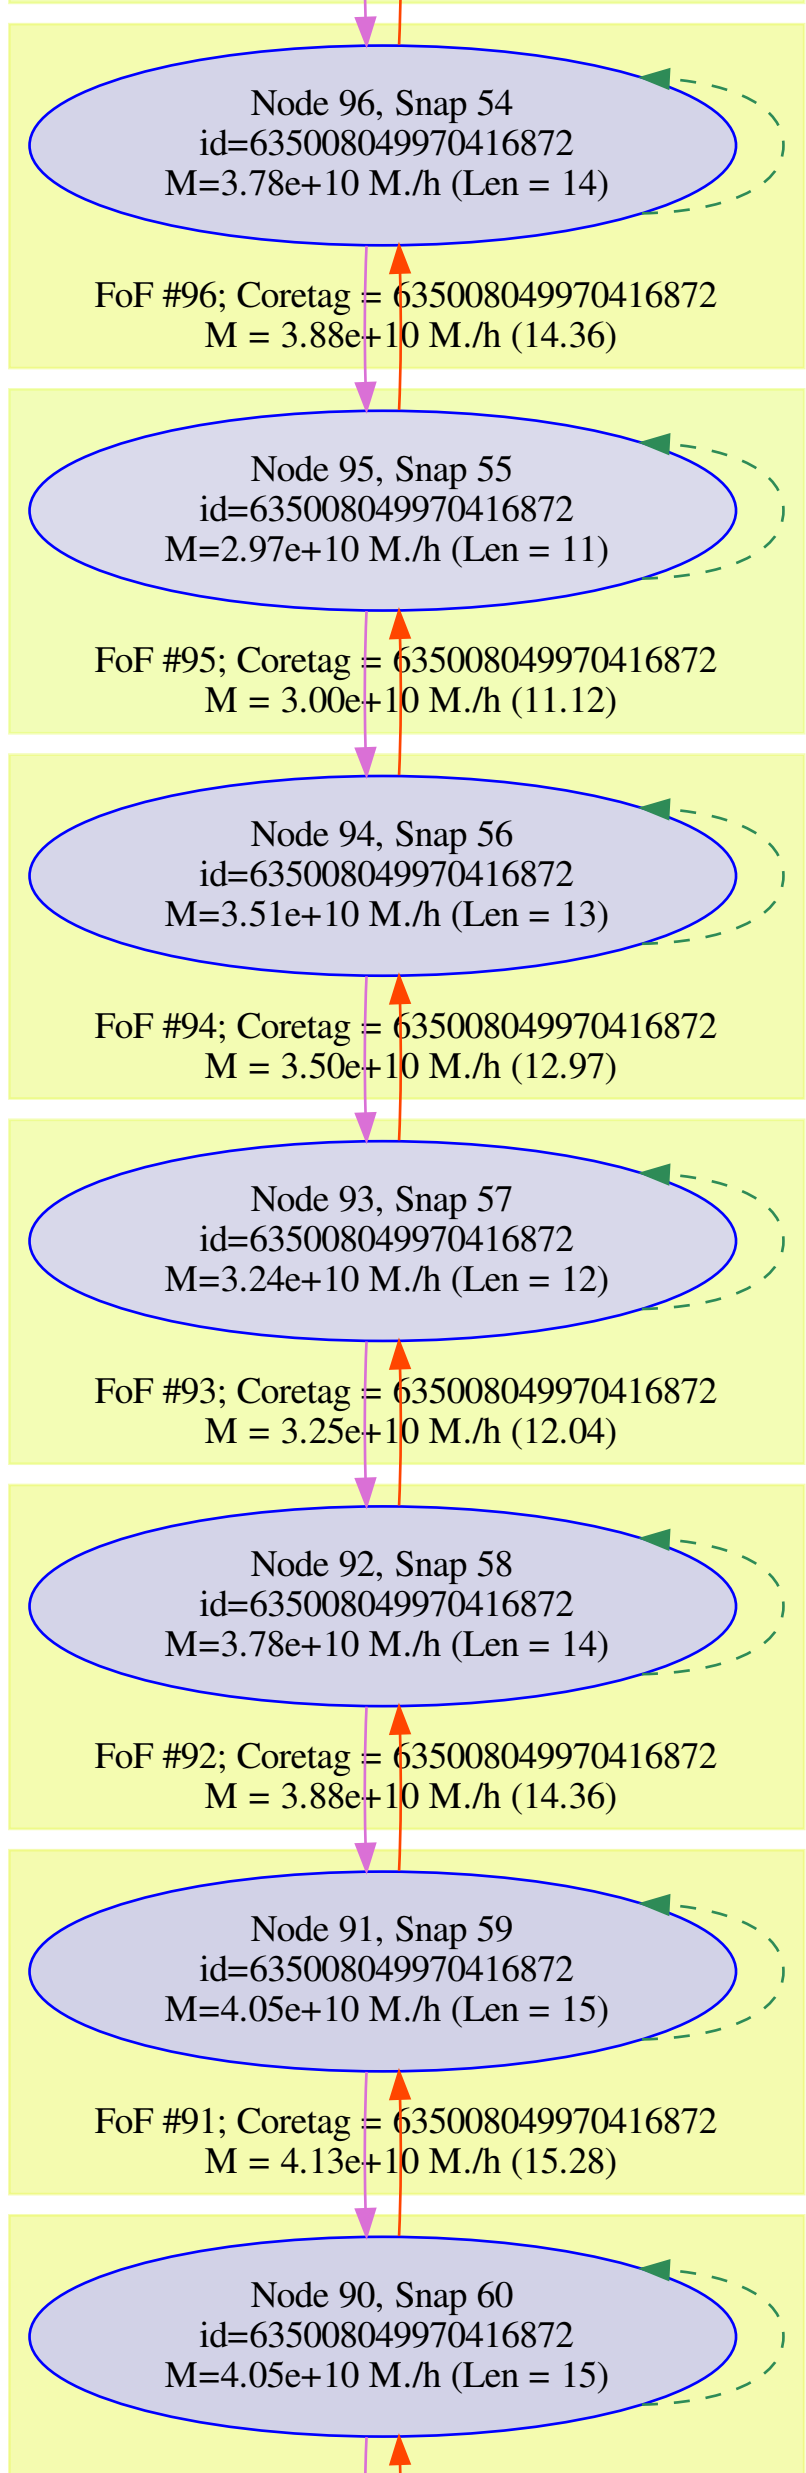 Node 96, Snap 54
id=635008049970416872
M=3.78e+10 M./h (Len = 14)
FoF #96; Coretag = 635008049970416872
M = 3.88e+10 M./h (14.36)
Node 95, Snap 55
id=635008049970416872
M=2.97e+10 M./h (Len = 11)
FoF #95; Coretag = 635008049970416872
M = 3.00e+10 M./h (11.12)
Node 94, Snap 56
id=635008049970416872
M=3.51e+10 M./h (Len = 13)
FoF #94; Coretag = 635008049970416872
M = 3.50e+10 M./h (12.97)
Node 93, Snap 57
id=635008049970416872
M=3.24e+10 M./h (Len = 12)
FoF #93; Coretag = 635008049970416872
M = 3.25e+10 M./h (12.04)
Node 92, Snap 58
id=635008049970416872
M=3.78e+10 M./h (Len = 14)
FoF #92; Coretag = 635008049970416872
M = 3.88e+10 M./h (14.36)
Node 91, Snap 59
id=635008049970416872
M=4.05e+10 M./h (Len = 15)
FoF #91; Coretag = 635008049970416872
M = 4.13e+10 M./h (15.28)
Node 90, Snap 60
id=635008049970416872
M=4.05e+10 M./h (Len = 15)